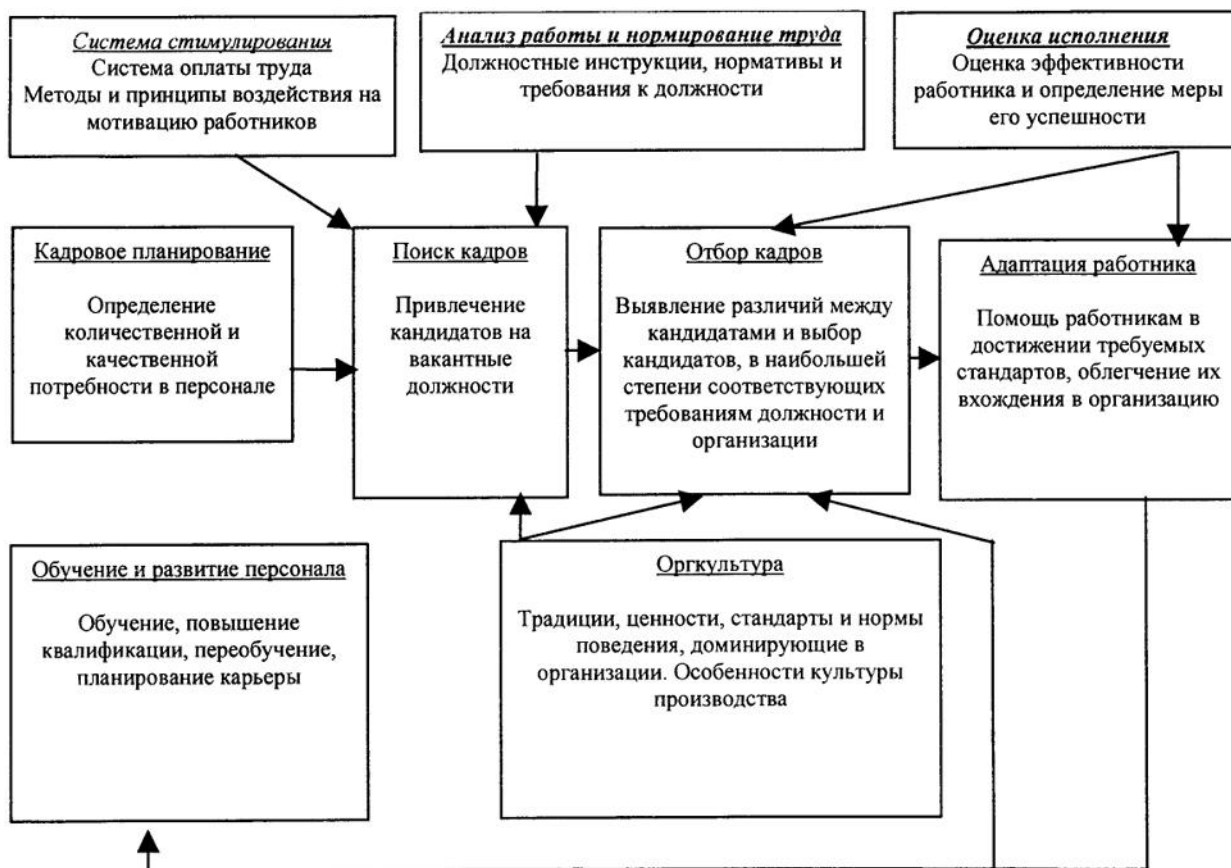 Система стимулирования
Система оплаты труда
Методы и принципы воздействия на
мотивацию работников
Анализ работы и нормирование труда
Должностные инструкции, нормативы и
требования к должности
Оценка исполнения
Оценка эффективности
работника и определение меры
его успешности
Кадровое планирование
Определение
количественной и
качественной
потребности в персонале
Поиск кадров
Привлечение
кандидатов на
вакантные
должности
Отбор кадров
Выявление различий между
кандидатами и выбор
кандидатов, в наибольшей
степени соответствующих
требованиям должности и
организации
Адаптация работника
Помощь работникам в
достижении требуемых
стандартов, облегчение их
вхождения в организацию
Обучение и развитие персонала
Обучение, повышение
квалификации, переобучение,
планирование карьеры
Оргкультура
Традиции, ценности, стандарты и нормы
поведения, доминирующие в
организации. Особенности культуры
производства